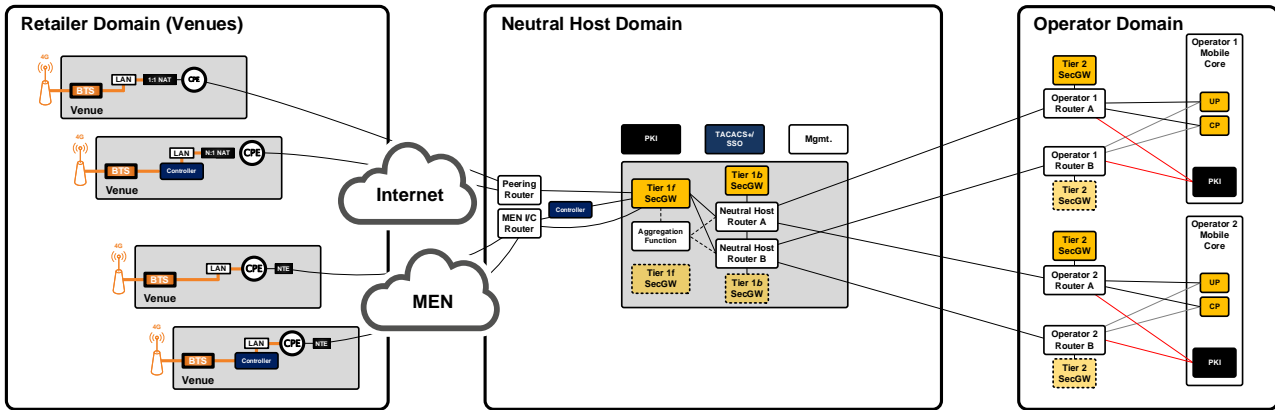 Retailer Domain (Venues)
4G
BTS
LAN
1:1 NAT
CPE
Venue
4G
BTS
LAN
N:1 NAT
CPE
Controller
Venue
4G
BTS
LAN
CPE
NTE
Venue
4G
BTS
LAN
CPE
NTE
Controller
Venue
Internet
MEN
Neutral Host Domain
Peering
Router
MEN I/C
Router
Controller
PKI
TACACS+/
SSO
Mgmt.
Tier 1f
SecGW
Tier 1b
SecGW
Aggregation
Function
Neutral Host
Router A
Neutral Host
Router B
Tier 1f
SecGW
Tier 1b
SecGW
Operator Domain
Tier 2
SecGW
Operator 1
Router A
Operator 1
Router B
Tier 2
SecGW
Operator 1
Mobile
Core
UP
CP
PKI
Tier 2
SecGW
Operator 2
Router A
Operator 2
Router B
Tier 2
SecGW
Operator 2
Mobile
Core
UP
CP
PKI